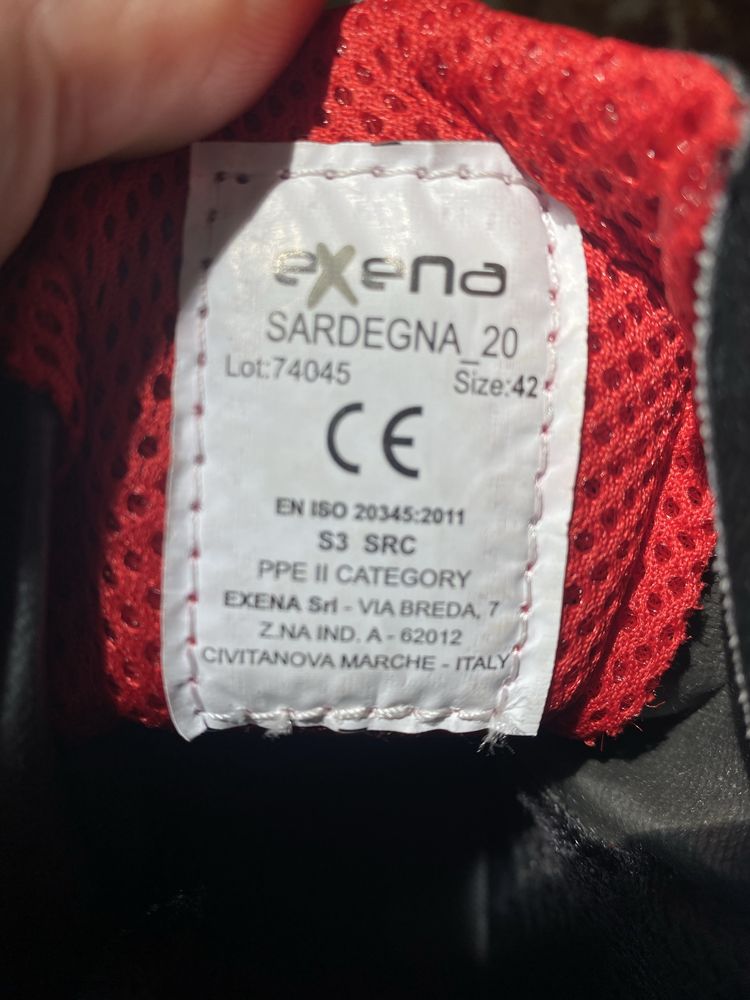 exena
SARDEGNA_20
Lot:74045 Size:42
CE
EN ISO 20345:2011
S3 SRC
PPE II CATEGORY
EXENA Srl - VIA BREDA, 7
Z.NA IND. A - 62012
CIVITANOVA MARCHE - ITALY